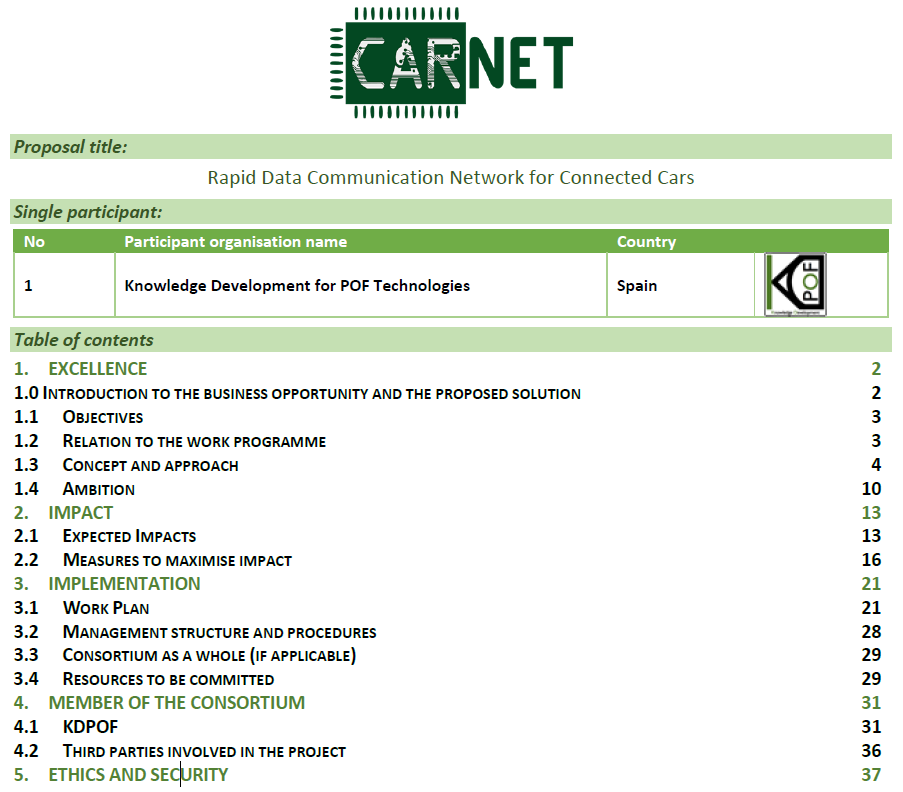 CARNET
Proposal title:
Rapid Data Communication Network for Connected Cars
Single participant:
No Participant organisation name Country
1 Knowledge Development for POF Technologies Spain KDPOF
Knowledge Development
Table of contents
1. EXCELLENCE 2
1.0 INTRODUCTION TO THE BUSINESS OPPORTUNITY AND THE PROPOSED SOLUTION 2
1.1 OBJECTIVES 3
1.2 RELATION TO THE WORK PROGRAMME 3
1.3 CONCEPT AND APPROACH 4
1.4 AMBITION 10
2. IMPACT 13
2.1 EXPECTED IMPACTS 13
2.2 MEASURES TO MAXIMISE IMPACT 16
3. IMPLEMENTATION 21
3.1 WORK PLAN 21
3.2 MANAGEMENT STRUCTURE AND PROCEDURES 28
3.3 CONSORTIUM AS A WHOLE (IF APPLICABLE) 29
3.4 RESOURCES TO BE COMMITTED 29
4. MEMBER OF THE CONSORTIUM 31
4.1 KDPOF 31
4.2 THIRD PARTIES INVOLVED IN THE PROJECT 36
5. ETHICS AND SECURITY 37